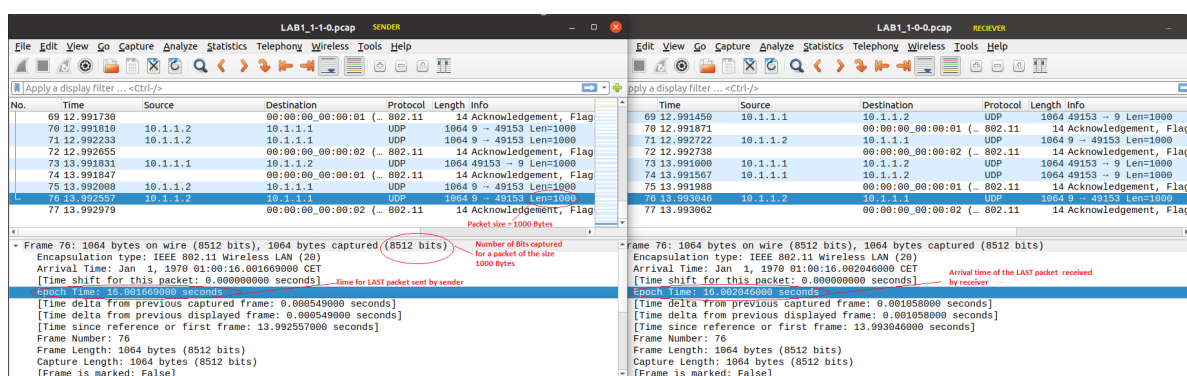 LAB1_1-1-0.pcap SENDER
File Edit View Go Capture Analyze Statistics Telephony Wireless Tools Help
Apply a display filter ... <Ctrl-/>
No. Time Source Destination Protocol Length Info
69 12.991730 00:00:00_00:00:01 (… 802.11 14 Acknowledgement, Flag
70 12.991810 10.1.1.2 10.1.1.1 UDP 1064 9 → 49153 Len=1000
71 12.992233 10.1.1.2 10.1.1.1 UDP 1064 9 → 49153 Len=1000
72 12.992655 00:00:00_00:00:02 (… 802.11 14 Acknowledgement, Flag
73 13.991831 10.1.1.1 10.1.1.2 UDP 1064 49153 → 9 Len=1000
74 13.991847 00:00:00_00:00:01 (… 802.11 14 Acknowledgement, Flag
75 13.992008 10.1.1.2 10.1.1.1 UDP 1064 9 → 49153 Len=1000
76 13.992557 10.1.1.2 10.1.1.1 UDP 1064 9 → 49153 Len=1000
77 13.992979 00:00:00_00:00:02 (… 802.11 14 Acknowledgement, Flag
Packet size = 1000 Bytes
Frame 76: 1064 bytes on wire (8512 bits), 1064 bytes captured (8512 bits)
Number of Bits captured
for a packet of the size
1000 Bytes
Encapsulation type: IEEE 802.11 Wireless LAN (20)
Arrival Time: Jan 1, 1970 01:00:16.001669000 CET
[Time shift for this packet: 0.000000000 seconds]
Time for LAST packet sent by sender
Epoch Time: 16.001669000 seconds
[Time delta from previous captured frame: 0.000549000 seconds]
[Time delta from previous displayed frame: 0.000549000 seconds]
[Time since reference or first frame: 13.992557000 seconds]
Frame Number: 76
Frame Length: 1064 bytes (8512 bits)
Capture Length: 1064 bytes (8512 bits)
[Frame is marked: False]
LAB1_1-0-0.pcap RECIEVER
Edit View Go Capture Analyze Statistics Telephony Wireless Tools Help
pply a display filter ... <Ctrl-/>
Time Source Destination Protocol Length Info
69 12.991450 10.1.1.1 10.1.1.2 UDP 1064 49153 → 9 Len=1000
70 12.991871 00:00:00_00:00:01 (… 802.11 14 Acknowledgement, Flag
71 12.992722 10.1.1.2 10.1.1.1 UDP 1064 9 → 49153 Len=1000
72 12.992738 00:00:00_00:00:02 (… 802.11 14 Acknowledgement, Flag
73 13.991000 10.1.1.1 10.1.1.2 UDP 1064 49153 → 9 Len=1000
74 13.991567 10.1.1.1 10.1.1.2 UDP 1064 49153 → 9 Len=1000
75 13.991988 00:00:00_00:00:01 (… 802.11 14 Acknowledgement, Flag
76 13.993046 10.1.1.2 10.1.1.1 UDP 1064 9 → 49153 Len=1000
77 13.993062 00:00:00_00:00:02 (… 802.11 14 Acknowledgement, Flag
rame 76: 1064 bytes on wire (8512 bits), 1064 bytes captured (8512 bits)
Encapsulation type: IEEE 802.11 Wireless LAN (20)
Arrival Time: Jan 1, 1970 01:00:16.002046000 CET
[Time shift for this packet: 0.000000000 seconds]
Arrival time of the LAST packet received
by receiver
Epoch Time: 16.002046000 seconds
[Time delta from previous captured frame: 0.001058000 seconds]
[Time delta from previous displayed frame: 0.001058000 seconds]
[Time since reference or first frame: 13.993046000 seconds]
Frame Number: 76
Frame Length: 1064 bytes (8512 bits)
Capture Length: 1064 bytes (8512 bits)
[Frame is marked: False]